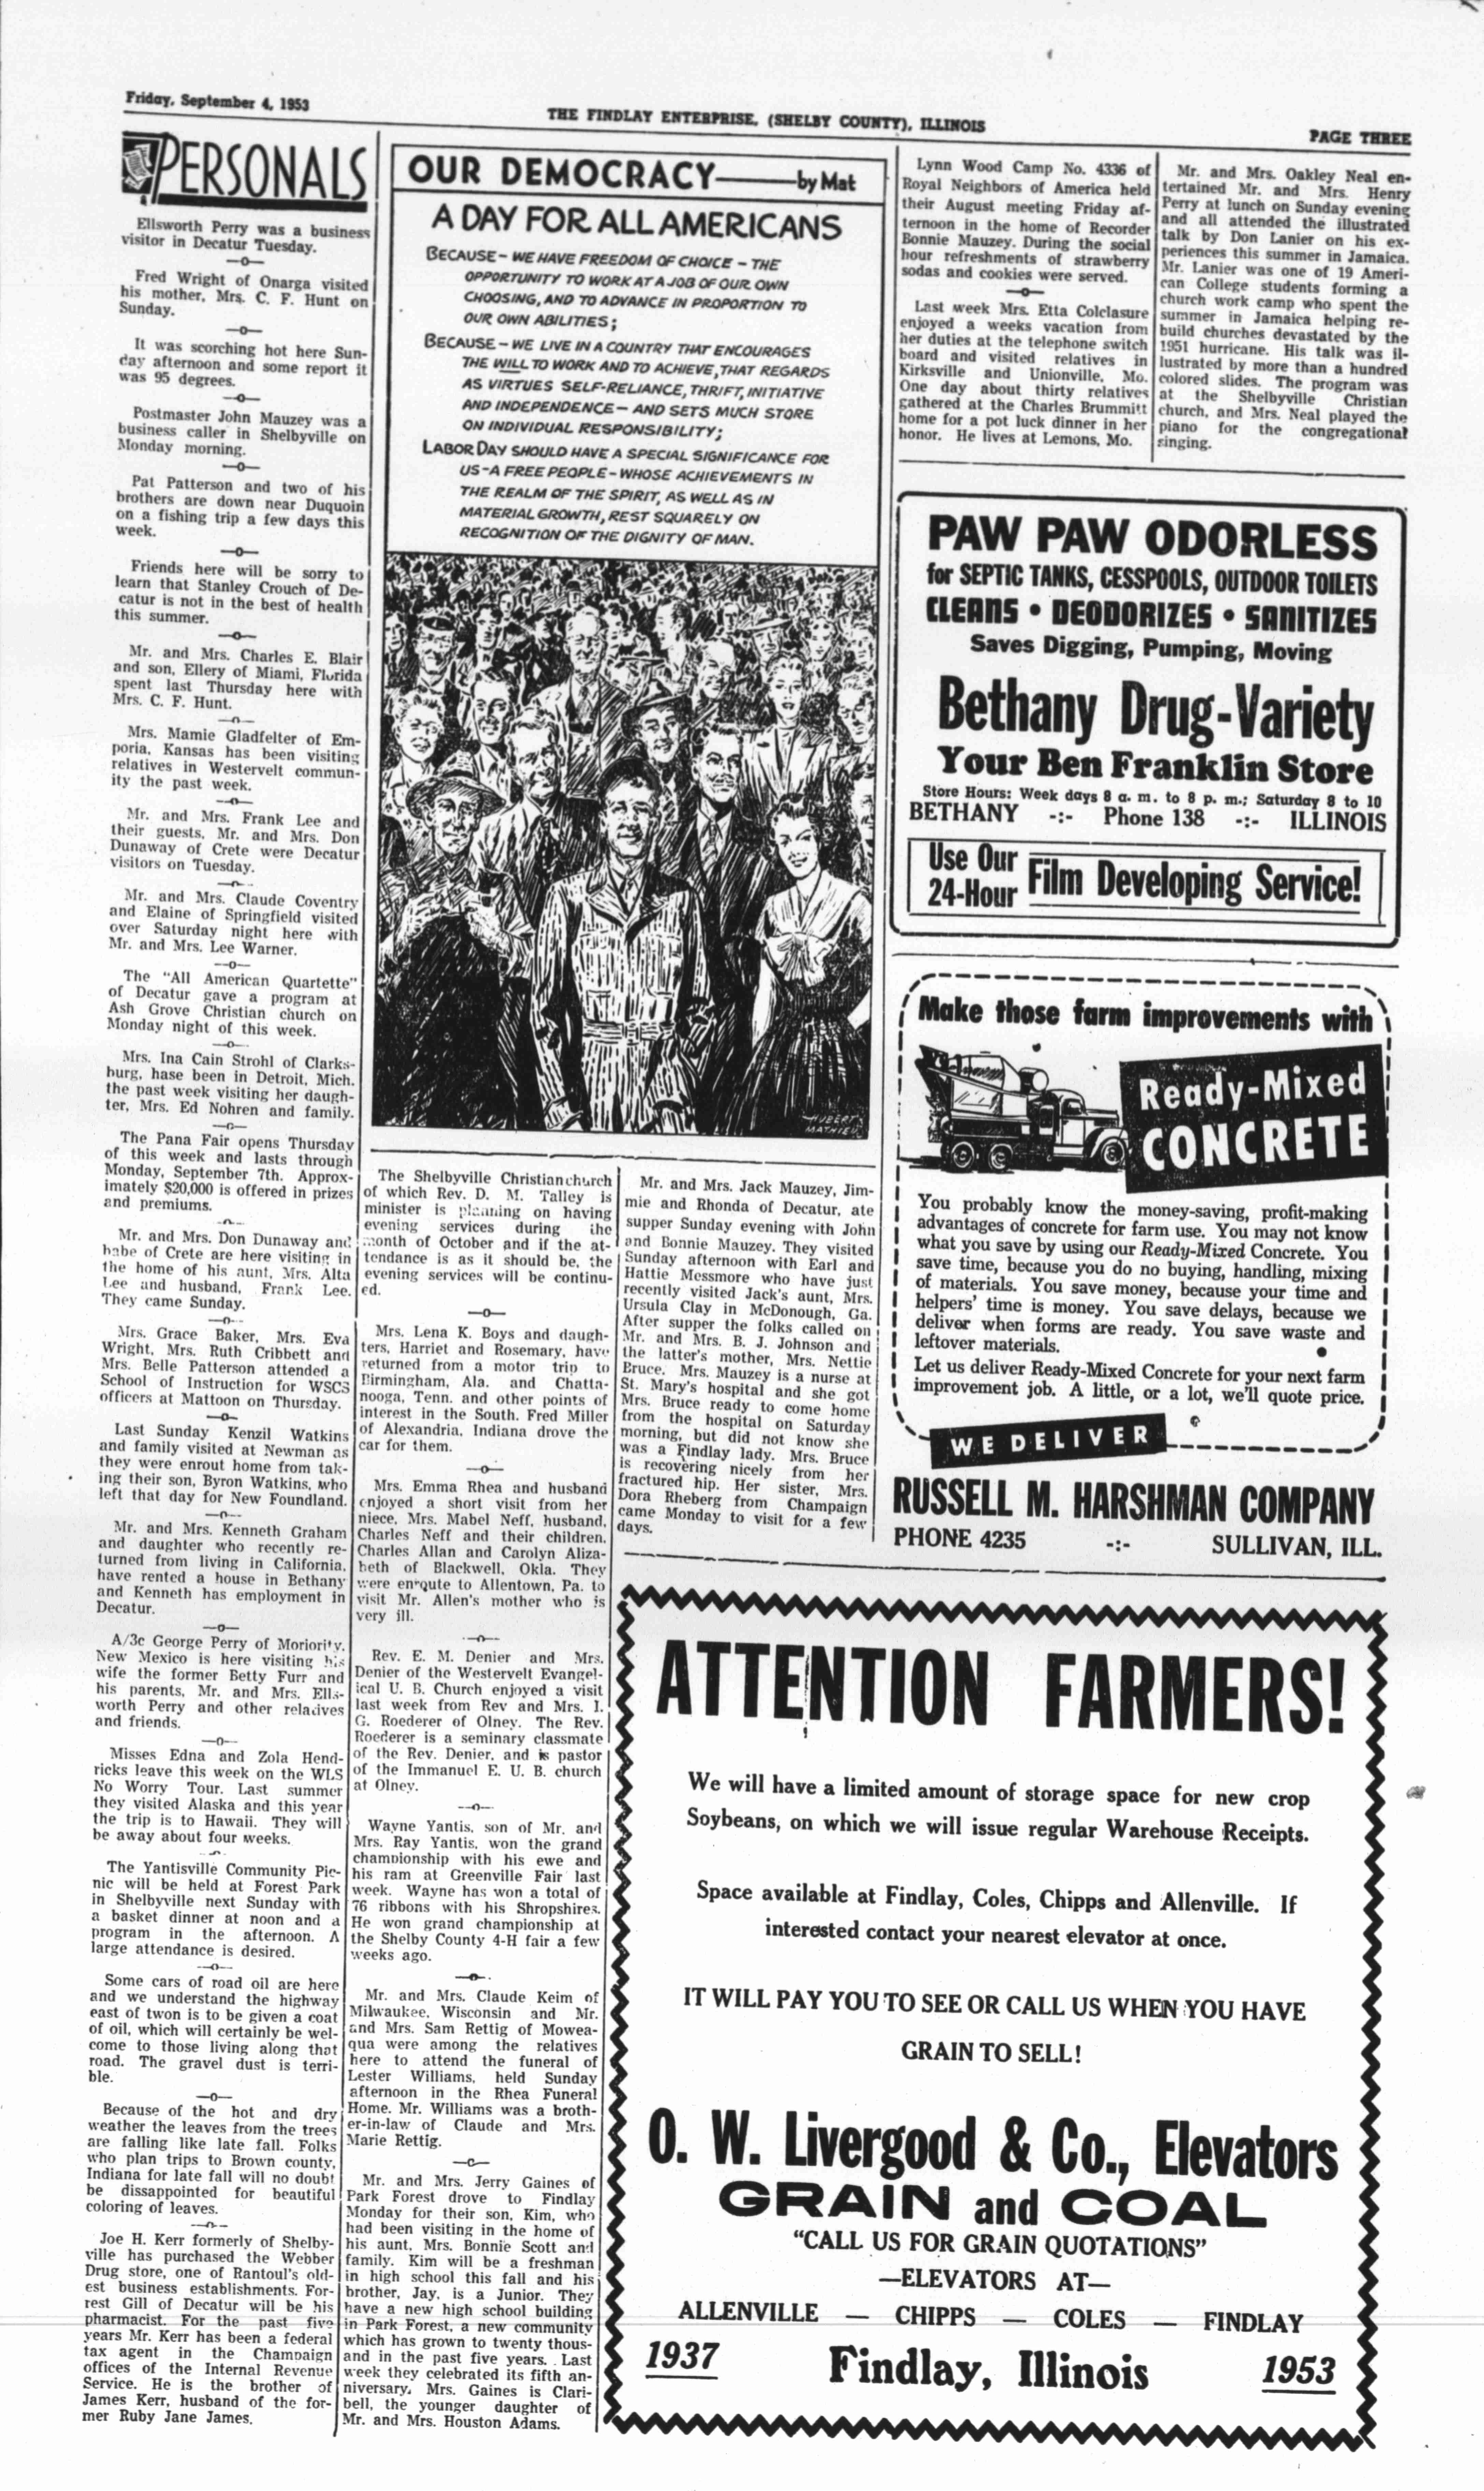 Friday, September 4, 1953
THE FINDLAY ENTERPRISE, (SHELBY COUNTY), ILLINOIS
PAGE THREE
PERSONALS
Ellsworth Perry was a business
visitor in Decatur Tuesday.
—o—
Fred Wright of Onarga visited
his mother, Mrs. C. F. Hunt on
Sunday.
—o—
It was scorching hot here Sun-
day afternoon and some report it
was 95 degrees.
—o—
Postmaster John Mauzey was a
business caller in Shelbyville on
Monday morning.
—o—
Pat Patterson and two of his
brothers are down near Duquoin
on a fishing trip a few days this
week.
—o—
Friends here will be sorry to
learn that Stanley Crouch of De-
catur is not in the best of health
this summer.
—o—
Mr. and Mrs. Charles E. Blair
and son, Ellery of Miami, Florida
spent last Thursday here with
Mrs. C. F. Hunt.
—o—
Mrs. Mamie Gladfelter of Em-
poria, Kansas has been visiting
relatives in Westervelt commun-
ity the past week.
—o—
Mr. and Mrs. Frank Lee and
their guests, Mr. and Mrs. Don
Dunaway of Crete were Decatur
visitors on Tuesday.
—o—
Mr. and Mrs. Claude Coventry
and Elaine of Springfield visited
over Saturday night here with
Mr. and Mrs. Lee Warner.
—o—
The "All American Quartette"
of Decatur gave a program at
Ash Grove Christian church on
Monday night of this week.
—o—
Mrs. Ina Cain Strohl of Clarks-
burg, hase been in Detroit, Mich.
the past week visiting her daugh-
ter, Mrs. Ed Nohren and family.
—o—
The Pana Fair opens Thursday
of this week and lasts through
Monday, September 7th. Approx-
imately $20,000 is offered in prizes
and premiums.
—o—
Mr. and Mrs. Don Dunaway and
babe of Crete are here visiting in
the home of his aunt, Mrs. Alta
Lee and husband, Frank Lee.
They came Sunday.
—o—
Mrs. Grace Baker, Mrs. Eva
Wright, Mrs. Ruth Cribbett and
Mrs. Belle Patterson attended a
School of Instruction for WSCS
officers at Mattoon on Thursday.
—o—
Last Sunday Kenzil Watkins
and family visited at Newman as
they were enrout home from tak-
ing their son, Byron Watkins, who
left that day for New Foundland.
—o—
Mr. and Mrs. Kenneth Graham
and daughter who recently re-
turned from living in California,
have rented a house in Bethany
and Kenneth has employment in
Decatur.
—o—
A/3c George Perry of Moriority,
New Mexico is here visiting his
wife the former Betty Furr and
his parents, Mr. and Mrs. Ells-
worth Perry and other relatives
and friends.
—o—
Misses Edna and Zola Hend-
ricks leave this week on the WLS
No Worry Tour. Last summer
they visited Alaska and this year
the trip is to Hawaii. They will
be away about four weeks.
—o—
The Yantisville Community Pic-
nic will be held at Forest Park
in Shelbyville next Sunday with
a basket dinner at noon and a
program in the afternoon. A
large attendance is desired.
—o—
Some cars of road oil are here
and we understand the highway
east of twon is to be given a coat
of oil, which will certainly be wel-
come to those living along that
road. The gravel dust is terri-
ble.
—o—
Because of the hot and dry
weather the leaves from the trees
are falling like late fall. Folks
who plan trips to Brown county,
Indiana for late fall will no doubt
be dissappointed for beautiful
coloring of leaves.
—o—
Joe H. Kerr formerly of Shelby-
ville has purchased the Webber
Drug store, one of Rantoul's old-
est business establishments. For-
rest Gill of Decatur will be his
pharmacist. For the past five
years Mr. Kerr has been a federal
tax agent in the Champaign
offices of the Internal Revenue
Service. He is the brother of
James Kerr, husband of the for-
mer Ruby Jane James.
OUR DEMOCRACY——by Mat
A DAY FOR ALL AMERICANS
BECAUSE – WE HAVE FREEDOM OF CHOICE – THE
OPPORTUNITY TO WORK AT A JOB OF OUR OWN
CHOOSING, AND TO ADVANCE IN PROPORTION TO
OUR OWN ABILITIES;
BECAUSE – WE LIVE IN A COUNTRY THAT ENCOURAGES
THE WILL TO WORK AND TO ACHIEVE, THAT REGARDS
AS VIRTUES SELF-RELIANCE, THRIFT, INITIATIVE
AND INDEPENDENCE – AND SETS MUCH STORE
ON INDIVIDUAL RESPONSIBILITY;
LABOR DAY SHOULD HAVE A SPECIAL SIGNIFICANCE FOR
US – A FREE PEOPLE – WHOSE ACHIEVEMENTS IN
THE REALM OF THE SPIRIT, AS WELL AS IN
MATERIAL GROWTH, REST SQUARELY ON
RECOGNITION OF THE DIGNITY OF MAN.
HUBERT
MATHIEU
The Shelbyville Christian church
of which Rev. D. M. Talley is
minister is planning on having
evening services during the
month of October and if the at-
tendance is as it should be, the
evening services will be continu-
ed.
—o—
Mrs. Lena K. Boys and daugh-
ters, Harriet and Rosemary, have
returned from a motor trip to
Birmingham, Ala. and Chatta-
nooga, Tenn. and other points of
interest in the South. Fred Miller
of Alexandria, Indiana drove the
car for them.
—o—
Mrs. Emma Rhea and husband
enjoyed a short visit from her
niece, Mrs. Mabel Neff, husband,
Charles Neff and their children,
Charles Allan and Carolyn Aliza-
beth of Blackwell, Okla. They
were enroute to Allentown, Pa. to
visit Mr. Allen's mother who is
very ill.
—o—
Rev. E. M. Denier and Mrs.
Denier of the Westervelt Evangel-
ical U. B. Church enjoyed a visit
last week from Rev and Mrs. I.
G. Roederer of Olney. The Rev.
Roederer is a seminary classmate
of the Rev. Denier, and is pastor
of the Immanuel E. U. B. church
at Olney.
—o—
Wayne Yantis, son of Mr. and
Mrs. Ray Yantis, won the grand
championship with his ewe and
his ram at Greenville Fair last
week. Wayne has won a total of
76 ribbons with his Shropshires.
He won grand championship at
the Shelby County 4-H fair a few
weeks ago.
—o—
Mr. and Mrs. Claude Keim of
Milwaukee, Wisconsin and Mr.
and Mrs. Sam Rettig of Mowea-
qua were among the relatives
here to attend the funeral of
Lester Williams, held Sunday
afternoon in the Rhea Funeral
Home. Mr. Williams was a broth-
er-in-law of Claude and Mrs.
Marie Rettig.
—o—
Mr. and Mrs. Jerry Gaines of
Park Forest drove to Findlay
Monday for their son, Kim, who
had been visiting in the home of
his aunt, Mrs. Bonnie Scott and
family. Kim will be a freshman
in high school this fall and his
brother, Jay, is a Junior. They
have a new high school building
in Park Forest, a new community
which has grown to twenty thous-
and in the past five years. Last
week they celebrated its fifth an-
niversary. Mrs. Gaines is Clari-
bell, the younger daughter of
Mr. and Mrs. Houston Adams.
Mr. and Mrs. Jack Mauzey, Jim-
mie and Rhonda of Decatur, ate
supper Sunday evening with John
and Bonnie Mauzey. They visited
Sunday afternoon with Earl and
Hattie Messmore who have just
recently visited Jack's aunt, Mrs.
Ursula Clay in McDonough, Ga.
After supper the folks called on
Mr. and Mrs. B. J. Johnson and
the latter's mother, Mrs. Nettie
Bruce. Mrs. Mauzey is a nurse at
St. Mary's hospital and she got
Mrs. Bruce ready to come home
from the hospital on Saturday
morning, but did not know she
was a Findlay lady. Mrs. Bruce
is recovering nicely from her
fractured hip. Her sister, Mrs.
Dora Rheberg from Champaign
came Monday to visit for a few
days.
Lynn Wood Camp No. 4336 of
Royal Neighbors of America held
their August meeting Friday af-
ternoon in the home of Recorder
Bonnie Mauzey. During the social
hour refreshments of strawberry
sodas and cookies were served.
—o—
Last week Mrs. Etta Colclasure
enjoyed a weeks vacation from
her duties at the telephone switch
board and visited relatives in
Kirksville and Unionville, Mo.
One day about thirty relatives
gathered at the Charles Brummitt
home for a pot luck dinner in her
honor. He lives at Lemons, Mo.
Mr. and Mrs. Oakley Neal en-
tertained Mr. and Mrs. Henry
Perry at lunch on Sunday evening
and all attended the illustrated
talk by Don Lanier on his ex-
periences this summer in Jamaica.
Mr. Lanier was one of 19 Ameri-
can College students forming a
church work camp who spent the
summer in Jamaica helping re-
build churches devastated by the
1951 hurricane. His talk was il-
lustrated by more than a hundred
colored slides. The program was
at the Shelbyville Christian
church, and Mrs. Neal played the
piano for the congregational
singing.
PAW PAW ODORLESS
for SEPTIC TANKS, CESSPOOLS, OUTDOOR TOILETS
CLEANS • DEODORIZES • SANITIZES
Saves Digging, Pumping, Moving
Bethany Drug-Variety
Your Ben Franklin Store
Store Hours: Week days 8 a. m. to 8 p. m.; Saturday 8 to 10
BETHANY -:- Phone 138 -:- ILLINOIS
Use Our
24-Hour
Film Developing Service!
Make those farm improvements with
Ready-Mixed
CONCRETE
You probably know the money-saving, profit-making
advantages of concrete for farm use. You may not know
what you save by using our Ready-Mixed Concrete. You
save time, because you do no buying, handling, mixing
of materials. You save money, because your time and
helpers' time is money. You save delays, because we
deliver when forms are ready. You save waste and
leftover materials.
Let us deliver Ready-Mixed Concrete for your next farm
improvement job. A little, or a lot, we'll quote price.
WE DELIVER
RUSSELL M. HARSHMAN COMPANY
PHONE 4235 -:- SULLIVAN, ILL.
ATTENTION FARMERS!
We will have a limited amount of storage space for new crop
Soybeans, on which we will issue regular Warehouse Receipts.
Space available at Findlay, Coles, Chipps and Allenville. If
interested contact your nearest elevator at once.
IT WILL PAY YOU TO SEE OR CALL US WHEN YOU HAVE
GRAIN TO SELL!
O. W. Livergood & Co., Elevators
GRAIN and COAL
"CALL US FOR GRAIN QUOTATIONS"
—ELEVATORS AT—
ALLENVILLE — CHIPPS — COLES — FINDLAY
1937 Findlay, Illinois 1953